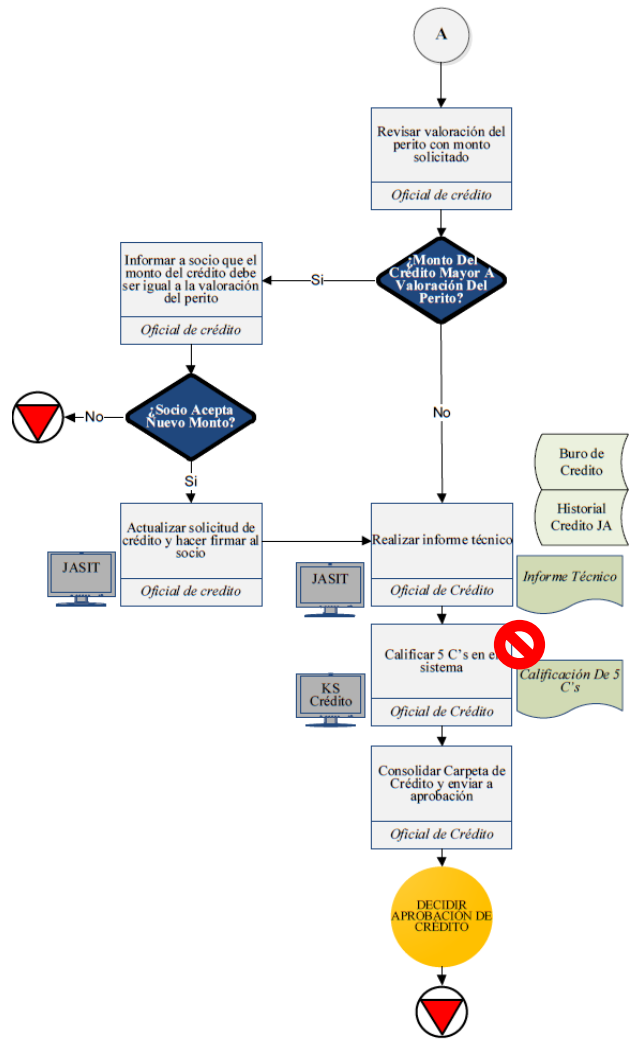 A
Revisar valoración del
perito con monto
solicitado
Oficial de crédito
¿Monto Del
Crédito Mayor A
Valoración Del
Perito?
Si
Informar a socio que el
monto del crédito debe
ser igual a la valoración
del perito
Oficial de crédito
¿Socio Acepta
Nuevo Monto?
No
Si
No
Actualizar solicitud de
crédito y hacer firmar al
socio
Oficial de credito
JASIT
Realizar informe técnico
Oficial de Crédito
JASIT
Buro de
Credito
Historial
Credito JA
Informe Técnico
Calificar 5 C's en el
sistema
Oficial de Crédito
KS
Crédito
Calificación De 5
C's
Consolidar Carpeta de
Crédito y enviar a
aprobación
Oficial de Crédito
DECIDIR
APROBACIÓN DE
CRÉDITO